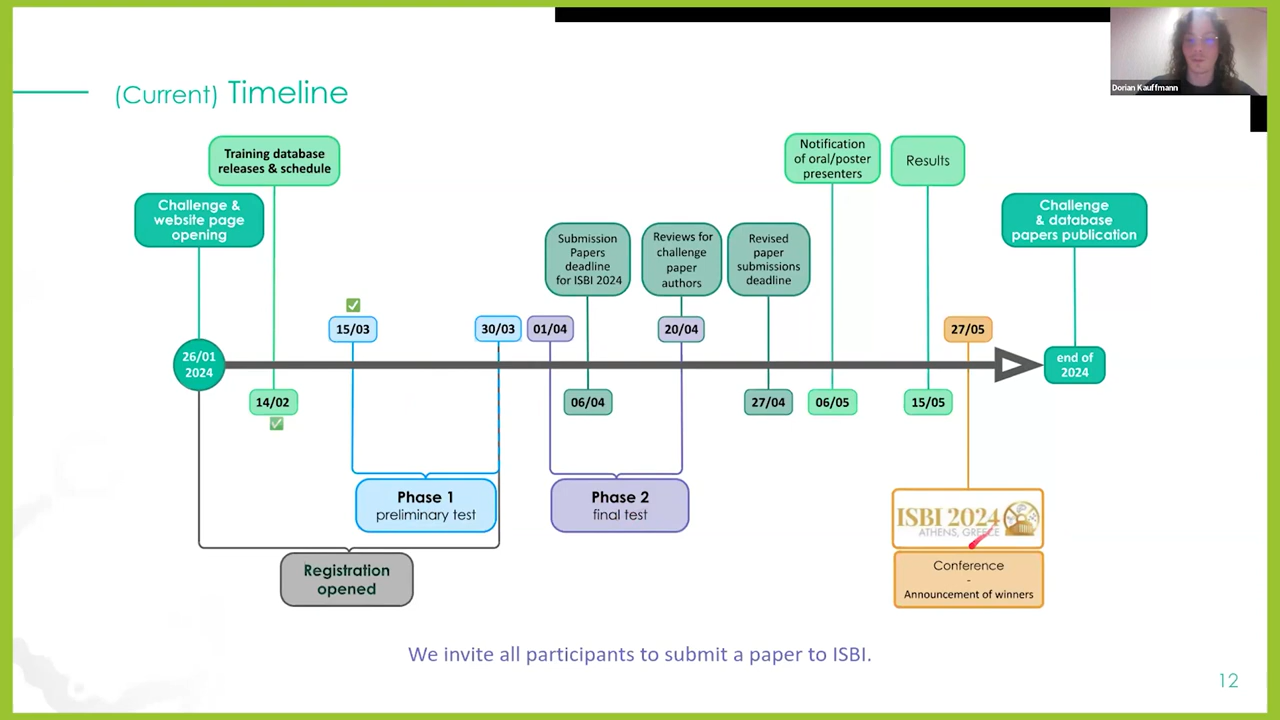 Dorian Kauffmann
(Current) Timeline
Training database
releases & schedule
Notification
of oral/poster
presenters
Results
Challenge &
website page
opening
Challenge
& database
papers publication
Submission
Papers
deadline
for ISBI 2024
Reviews for
challenge
paper
authors
Revised
paper
submissions
deadline
15/03
30/03
01/04
20/04
27/05
26/01
2024
end of
2024
14/02
06/04
27/04
06/05
15/05
Phase 1
preliminary test
Phase 2
final test
ISBI 2024
ATHENS, GREECE
Conference
-
Announcement of winners
Registration
opened
We invite all participants to submit a paper to ISBI.
12